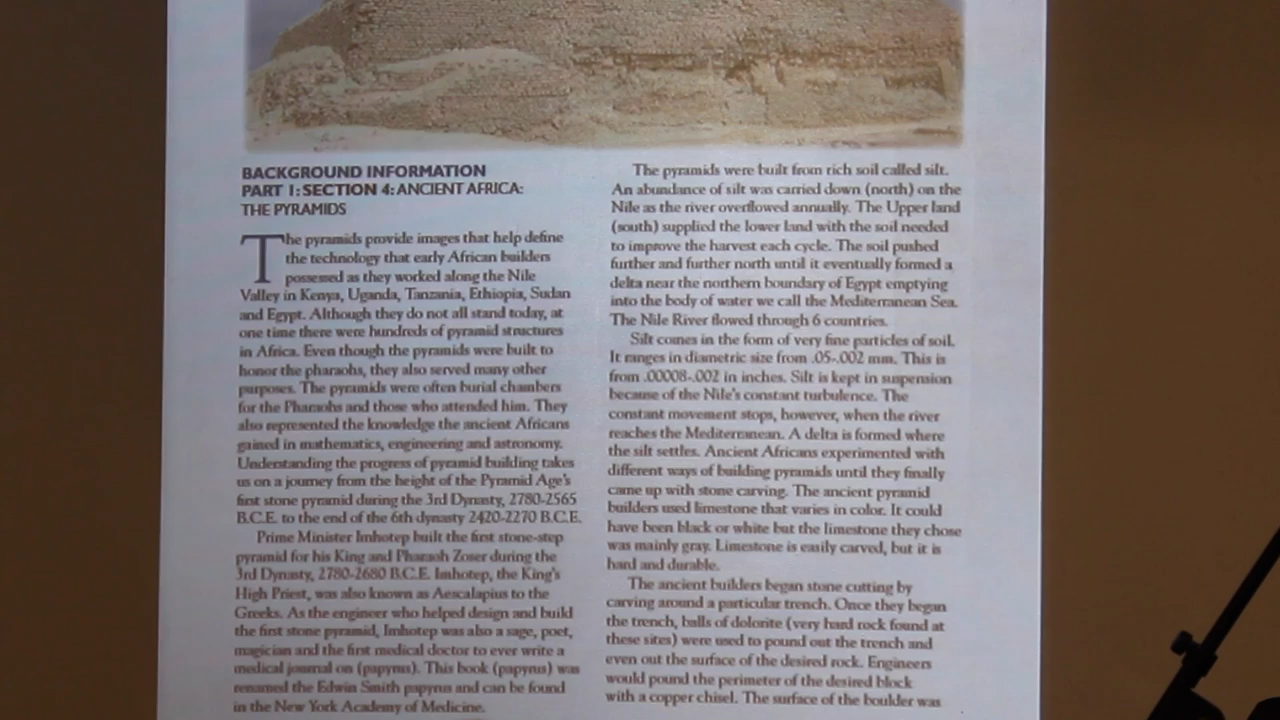 BACKGROUND INFORMATION
PART I: SECTION 4: ANCIENT AFRICA:
THE PYRAMIDS
The pyramids provide images that help define
the technology that early African builders
possessed as they worked along the Nile
Valley in Kenya, Uganda, Tanzania, Ethiopia, Sudan
and Egypt. Although they do not all stand today, at
one time there were hundreds of pyramid structures
in Africa. Even though the pyramids were built to
honor the pharaohs, they also served many other
purposes. The pyramids were often burial chambers
for the Pharaohs and those who attended him. They
also represented the knowledge the ancient Africans
gained in mathematics, engineering and astronomy.
Understanding the progress of pyramid building takes
us on a journey from the height of the Pyramid Age's
first stone pyramid during the 3rd Dynasty, 2780-2565
B.C.E. to the end of the 6th dynasty 2420-2270 B.C.E.
Prime Minister Imhotep built the first stone-step
pyramid for his King and Pharaoh Zoser during the
3rd Dynasty, 2780-2680 B.C.E. Imhotep, the King's
High Priest, was also known as Aescalapius to the
Greeks. As the engineer who helped design and build
the first stone pyramid, Imhotep was also a sage, poet,
magician and the first medical doctor to ever write a
medical journal on (papyrus). This book (papyrus) was
renamed the Edwin Smith papyrus and can be found
in the New York Academy of Medicine.
The pyramids were built from rich soil called silt.
An abundance of silt was carried down (north) on the
Nile as the river overflowed annually. The Upper land
(south) supplied the lower land with the soil needed
to improve the harvest each cycle. The soil pushed
further and further north until it eventually formed a
delta near the northern boundary of Egypt emptying
into the body of water we call the Mediterranean Sea.
The Nile River flowed through 6 countries.
Silt comes in the form of very fine particles of soil.
It ranges in diametric size from .05-.002 mm. This is
from .00008-.002 in inches. Silt is kept in suspension
because of the Nile's constant turbulence. The
constant movement stops, however, when the river
reaches the Mediterranean. A delta is formed where
the silt settles. Ancient Africans experimented with
different ways of building pyramids until they finally
came up with stone carving. The ancient pyramid
builders used limestone that varies in color. It could
have been black or white but the limestone they chose
was mainly gray. Limestone is easily carved, but it is
hard and durable.
The ancient builders began stone cutting by
carving around a particular trench. Once they began
the trench, balls of dolorite (very hard rock found at
these sites) were used to pound out the trench and
even out the surface of the desired rock. Engineers
would pound the perimeter of the desired block
with a copper chisel. The surface of the boulder was